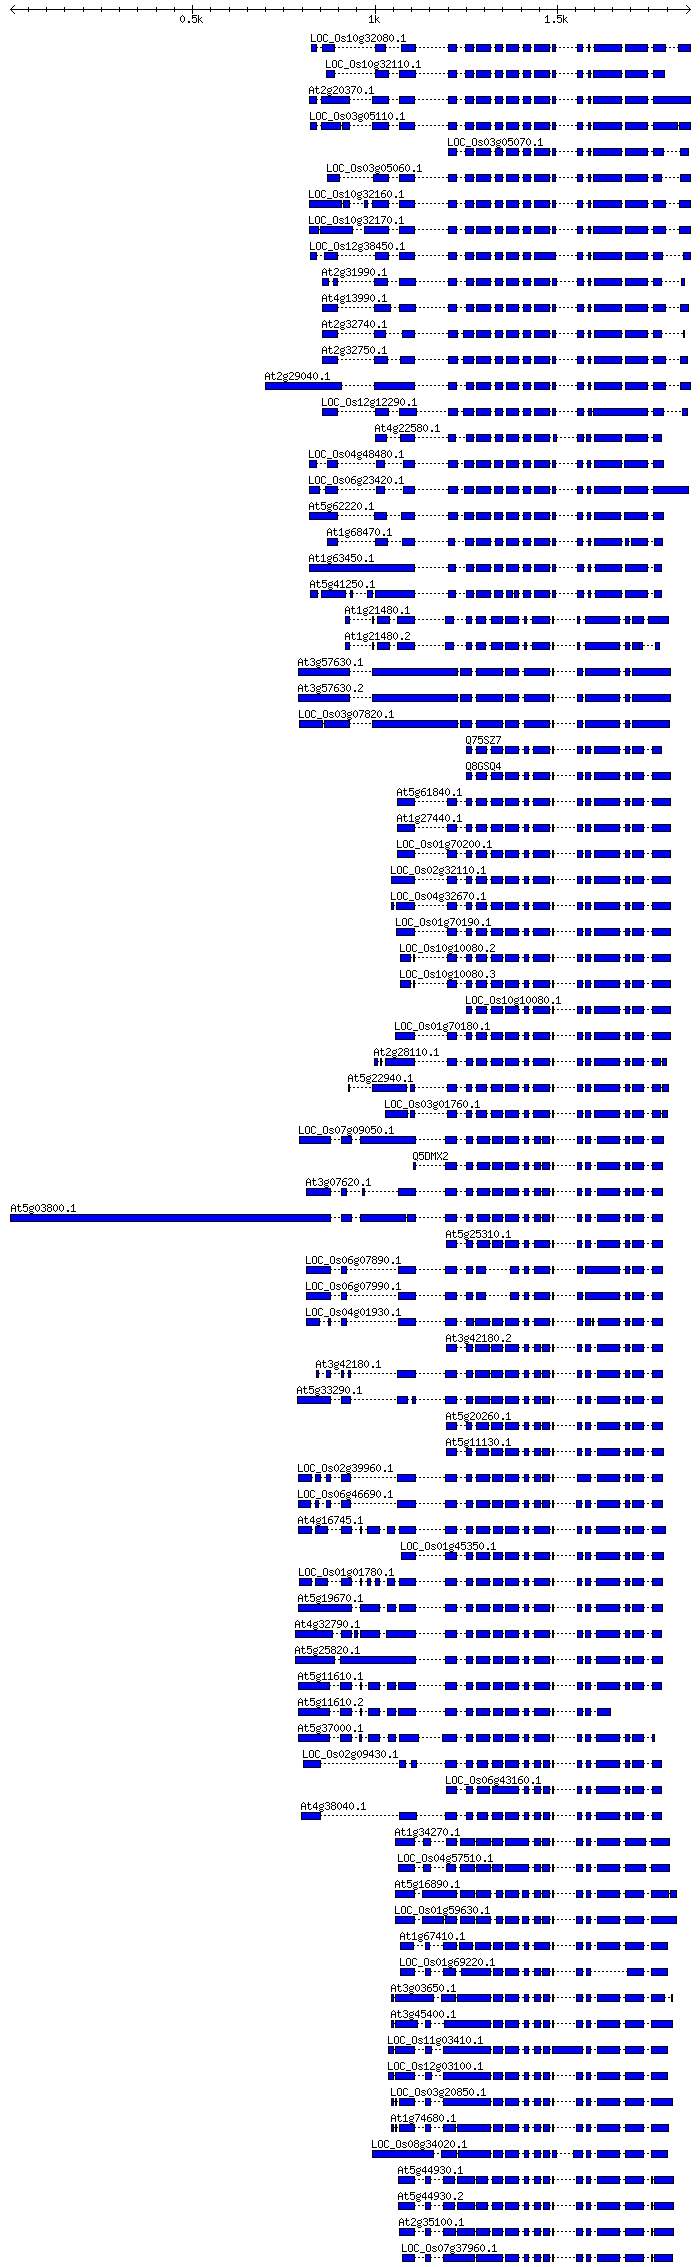 0.5k 1k 1.5k
LOC_Os10g32080.1
LOC_Os10g32110.1
At2g20370.1
LOC_Os03g05110.1
LOC_Os03g05070.1
LOC_Os03g05060.1
LOC_Os10g32160.1
LOC_Os10g32170.1
LOC_Os12g38450.1
At2g31990.1
At4g13990.1
At2g32740.1
At2g32750.1
At2g29040.1
LOC_Os12g12290.1
At4g22580.1
LOC_Os04g48480.1
LOC_Os06g23420.1
At5g62220.1
At1g68470.1
At1g63450.1
At5g41250.1
At1g21480.1
At1g21480.2
At3g57630.1
At3g57630.2
LOC_Os03g07820.1
Q75SZ7
Q8GSQ4
At5g61840.1
At1g27440.1
LOC_Os01g70200.1
LOC_Os02g32110.1
LOC_Os04g32670.1
LOC_Os01g70190.1
LOC_Os10g10080.2
LOC_Os10g10080.3
LOC_Os10g10080.1
LOC_Os01g70180.1
At2g28110.1
At5g22940.1
LOC_Os03g01760.1
LOC_Os07g09050.1
Q5DMX2
At3g07620.1
At5g03800.1
At5g25310.1
LOC_Os06g07890.1
LOC_Os06g07990.1
LOC_Os04g01930.1
At3g42180.2
At3g42180.1
At5g33290.1
At5g20260.1
At5g11130.1
LOC_Os02g39960.1
LOC_Os06g46690.1
At4g16745.1
LOC_Os01g45350.1
LOC_Os01g01780.1
At5g19670.1
At4g32790.1
At5g25820.1
At5g11610.1
At5g11610.2
At5g37000.1
LOC_Os02g09430.1
LOC_Os06g43160.1
At4g38040.1
At1g34270.1
LOC_Os04g57510.1
At5g16890.1
LOC_Os01g59630.1
At1g67410.1
LOC_Os01g69220.1
At3g03650.1
At3g45400.1
LOC_Os11g03410.1
LOC_Os12g03100.1
LOC_Os03g20850.1
At1g74680.1
LOC_Os08g34020.1
At5g44930.1
At5g44930.2
At2g35100.1
LOC_Os07g37960.1